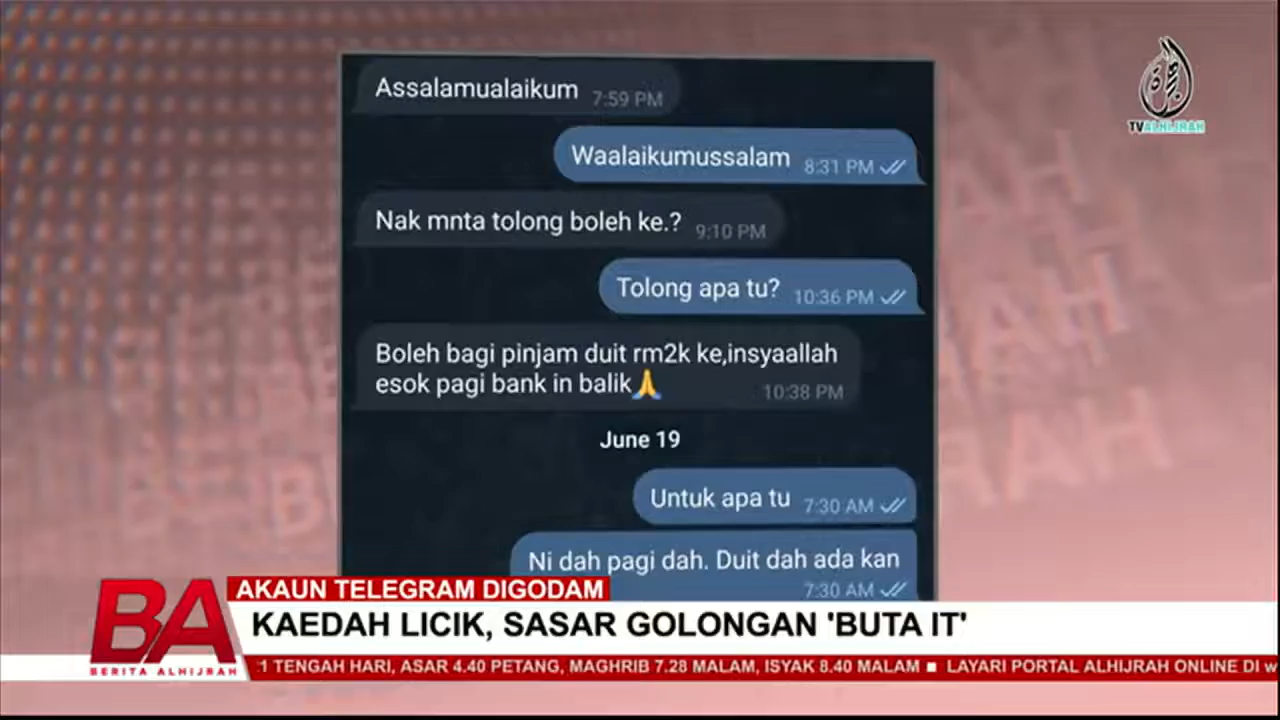 Assalamualaikum 7:59 PM
TVALHIJRAH
Waalaikumussalam 8:31 PM
Nak mnta tolong boleh ke.? 9:10 PM
Tolong apa tu? 10:36 PM
Boleh bagi pinjam duit rm2k ke,insyaallah
esok pagi bank in balik🙏 10:38 PM
June 19
Untuk apa tu 7:30 AM
Ni dah pagi dah. Duit dah ada kan
7:30 AM
BA
BERITA ALHIJRAH
AKAUN TELEGRAM DIGODAM
KAEDAH LICIK, SASAR GOLONGAN 'BUTA IT'
TENGAH HARI, ASAR 4.40 PETANG, MAGHRIB 7.28 MALAM, ISYAK 8.40 MALAM ■ LAYARI PORTAL ALHIJRAH ONLINE DI